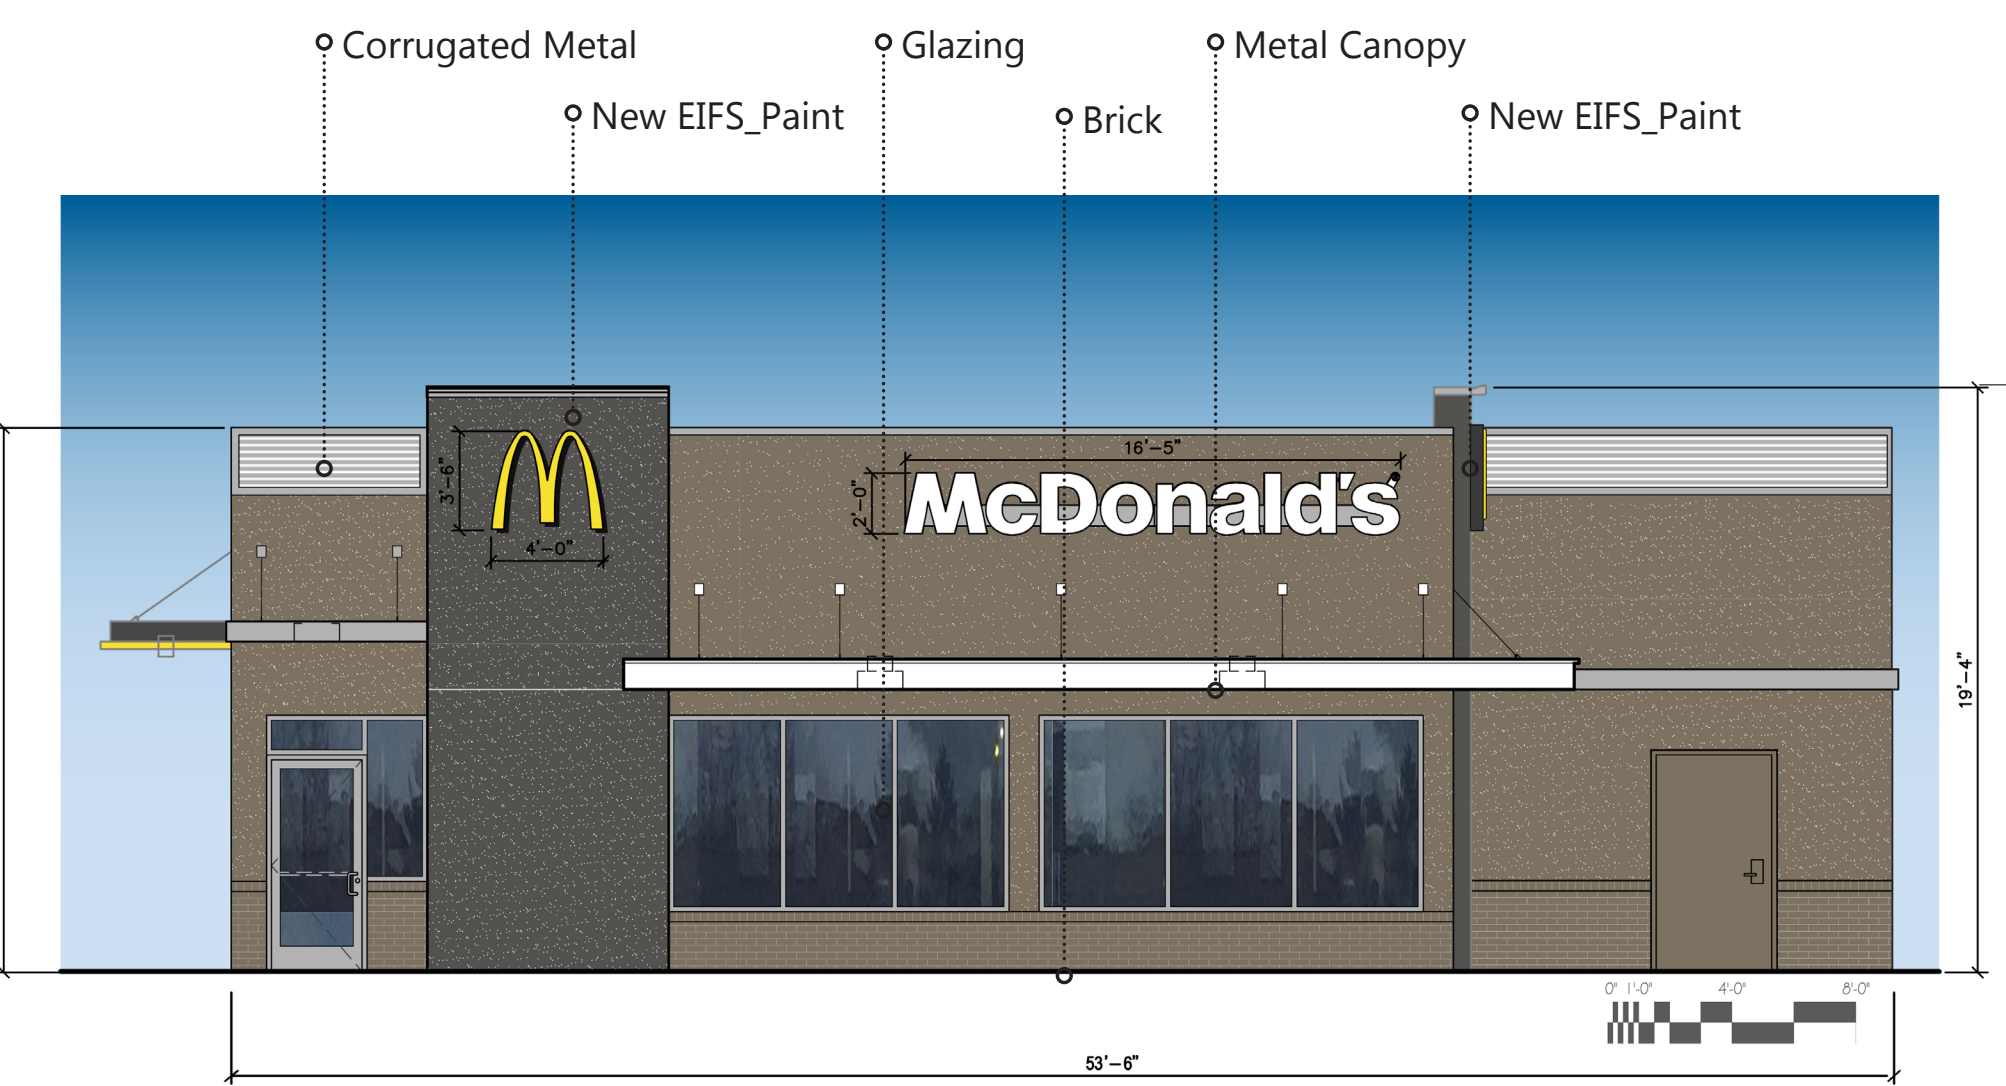 Corrugated Metal
Glazing
Metal Canopy
New EIFS_Paint
Brick
New EIFS_Paint
16'-5"
3'-6"
2'-0"
McDonald's
4'-0"
19'-4"
0" 1'-0" 4'-0" 8'-0"
53'-6"